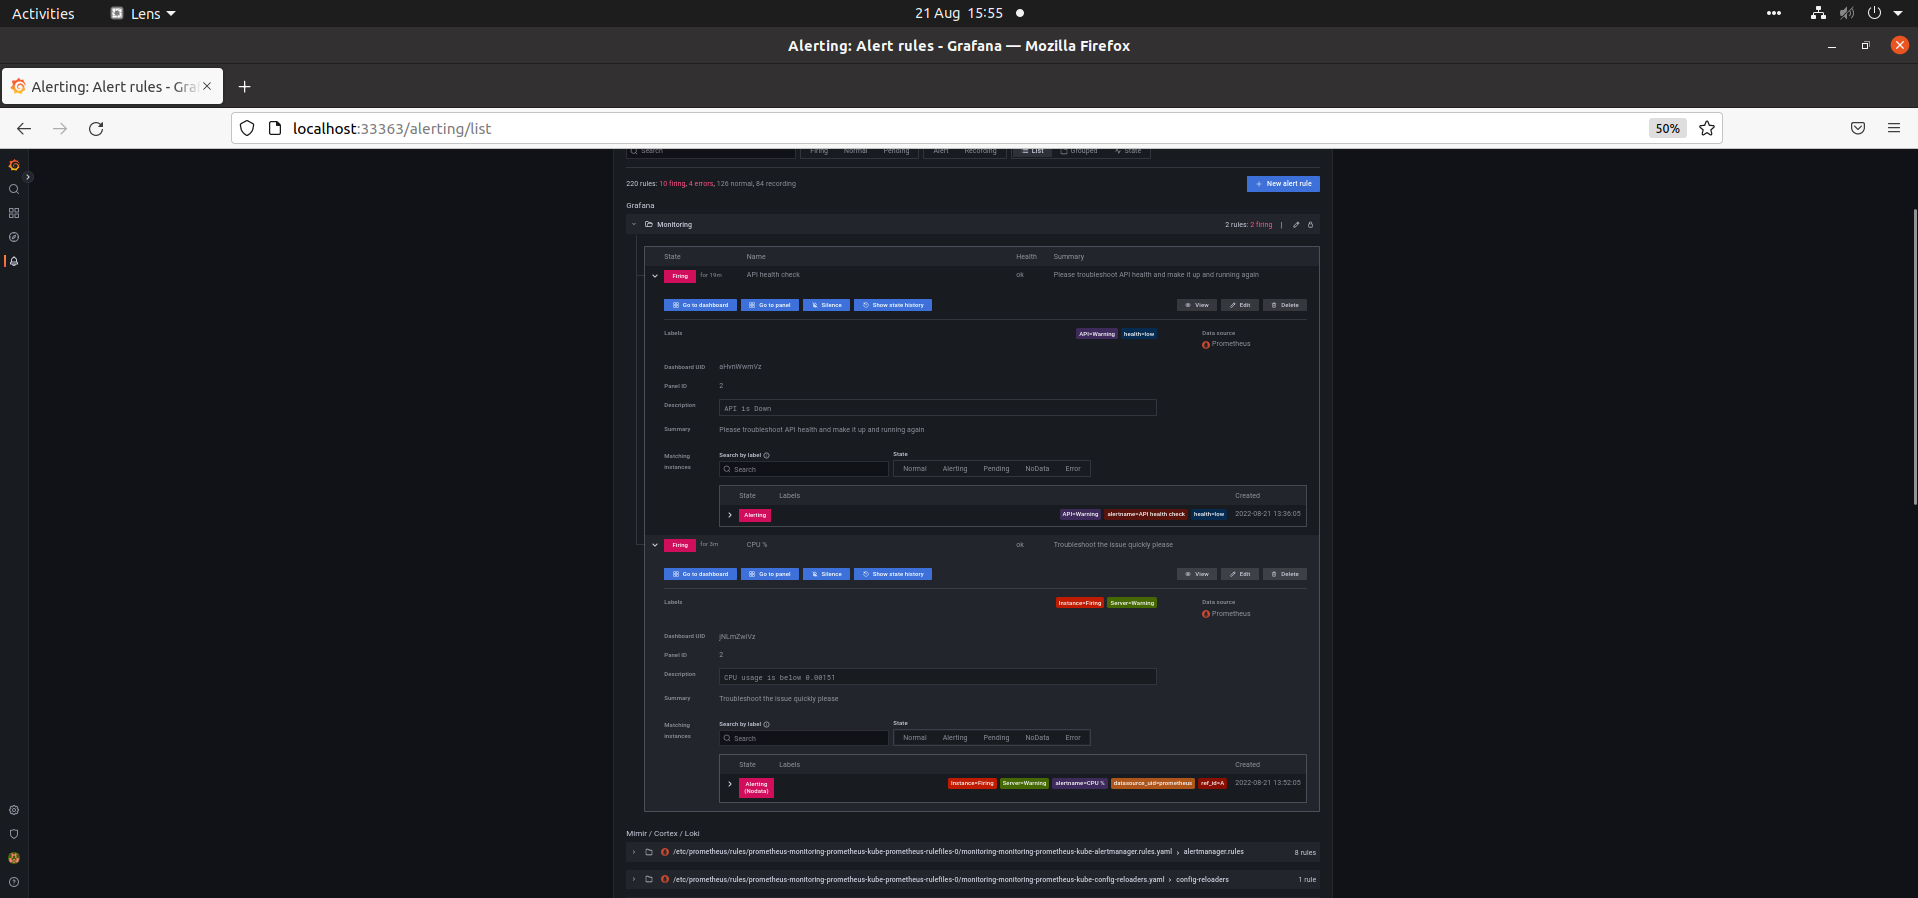 Activities Lens 21 Aug 15:55
Alerting: Alert rules - Grafana — Mozilla Firefox
Alerting: Alert rules - Gra
localhost:33363/alerting/list 50%
Search Firing Normal Pending Alert Recording List Grouped State
220 rules: 10 firing, 4 errors, 126 normal, 84 recording New alert rule
Grafana
Monitoring 2 rules: 2 firing |
State Name Health Summary
Firing for 19m API health check ok Please troubleshoot API health and make it up and running again
Go to dashboard Go to panel Silence Show state history View Edit Delete
Labels API=Warning health=low Data source
Prometheus
Dashboard UID aHvnWwmVz
Panel ID 2
Description API is Down
Summary Please troubleshoot API health and make it up and running again
Matching instances Search by label State
Search Normal Alerting Pending NoData Error
State Labels Created
Alerting API=Warning alertname=API health check health=low 2022-08-21 13:36:05
Firing for 3m CPU % ok Troubleshoot the issue quickly please
Go to dashboard Go to panel Silence Show state history View Edit Delete
Labels Instance=Firing Server=Warning Data source
Prometheus
Dashboard UID jNLmZwiVz
Panel ID 2
Description CPU usage is below 0.00151
Summary Troubleshoot the issue quickly please
Matching instances Search by label State
Search Normal Alerting Pending NoData Error
State Labels Created
Alerting (Nodata) Instance=Firing Server=Warning alertname=CPU % datasource_uid=prometheus ref_id=A 2022-08-21 13:52:05
Mimir / Cortex / Loki
/etc/prometheus/rules/prometheus-monitoring-prometheus-kube-prometheus-rulefiles-0/monitoring-monitoring-prometheus-kube-alertmanager.rules.yaml › alertmanager.rules 8 rules
/etc/prometheus/rules/prometheus-monitoring-prometheus-kube-prometheus-rulefiles-0/monitoring-monitoring-prometheus-kube-config-reloaders.yaml › config-reloaders 1 rule